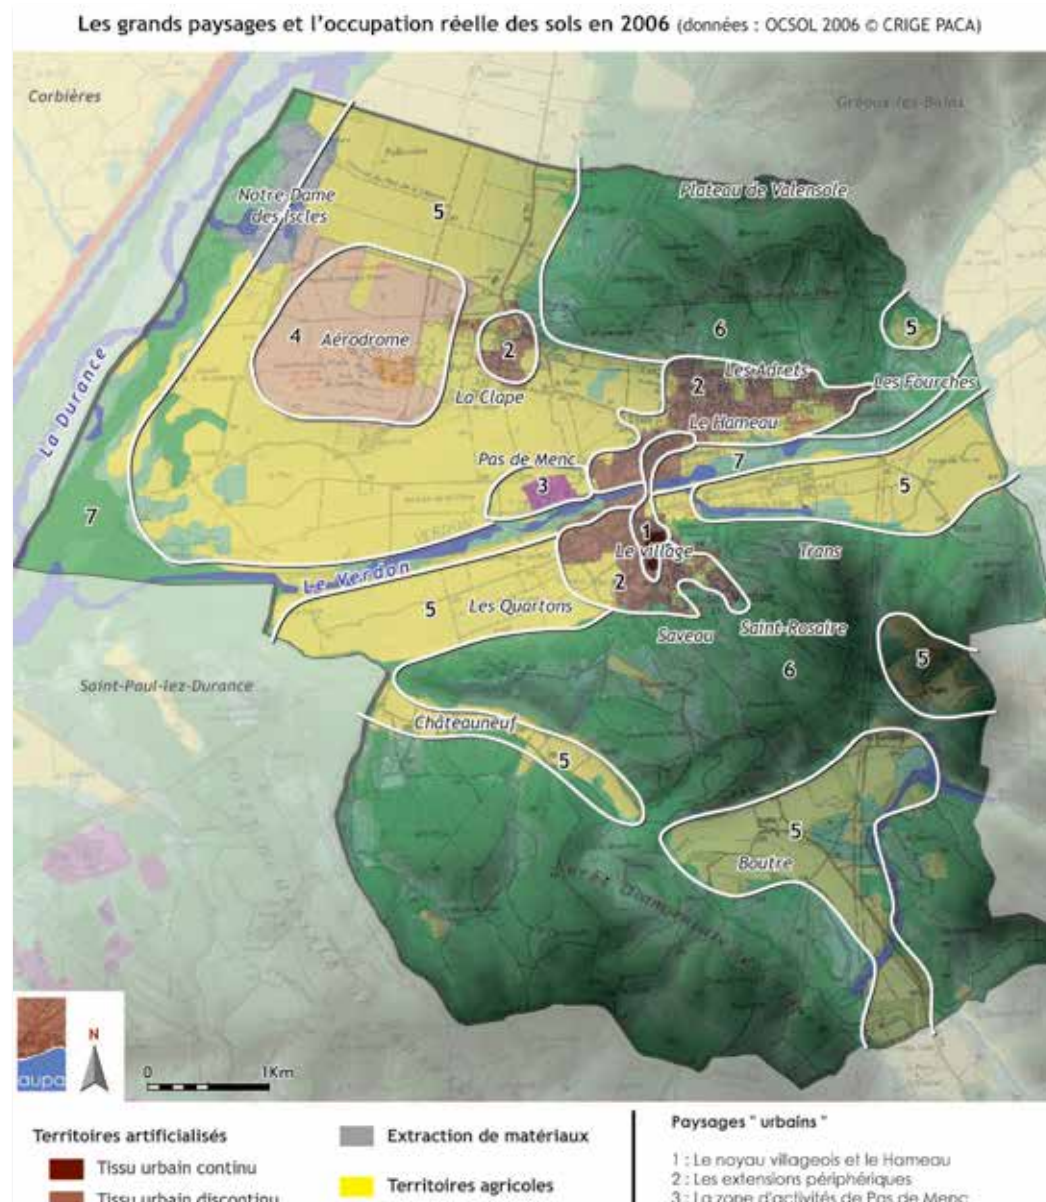 Les grands paysages et l'occupation réelle des sols en 2006 (données : OCSOL 2006 © CRIGE PACA)
Corbières
Gréoux-les-Bains
Plateau de Valensole
Notre-Dame
des Iscles
5
4
Aérodrome
6
5
2
La Clape
Les Adrets
2
Les Fourches
Le Hameau
La Durance
Pas de Menc
7
3
5
7
1
Le village
Trans
Le Verdon
2
5
Les Quartons
Saint-Rosaire
Saveou
5
6
Saint-Paul-lez-Durance
Châteauneuf
5
5
Boutre
N
0
1Km
aupa
Territoires artificialisés
Tissu urbain continu
Tissu urbain discontinu
Extraction de matériaux
Territoires agricoles
Paysages " urbains "
1 : Le noyau villageois et le Hameau
2 : Les extensions périphériques
3 : La zone d'activités de Pas de Menc